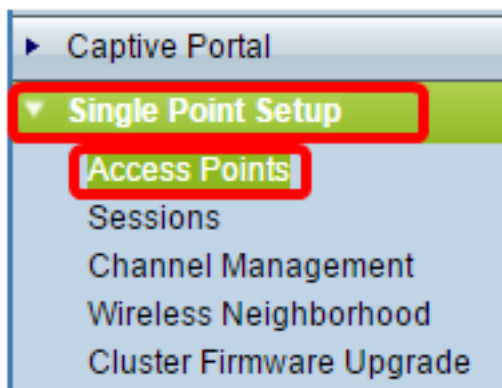 Captive Portal
Single Point Setup
Access Points
Sessions
Channel Management
Wireless Neighborhood
Cluster Firmware Upgrade